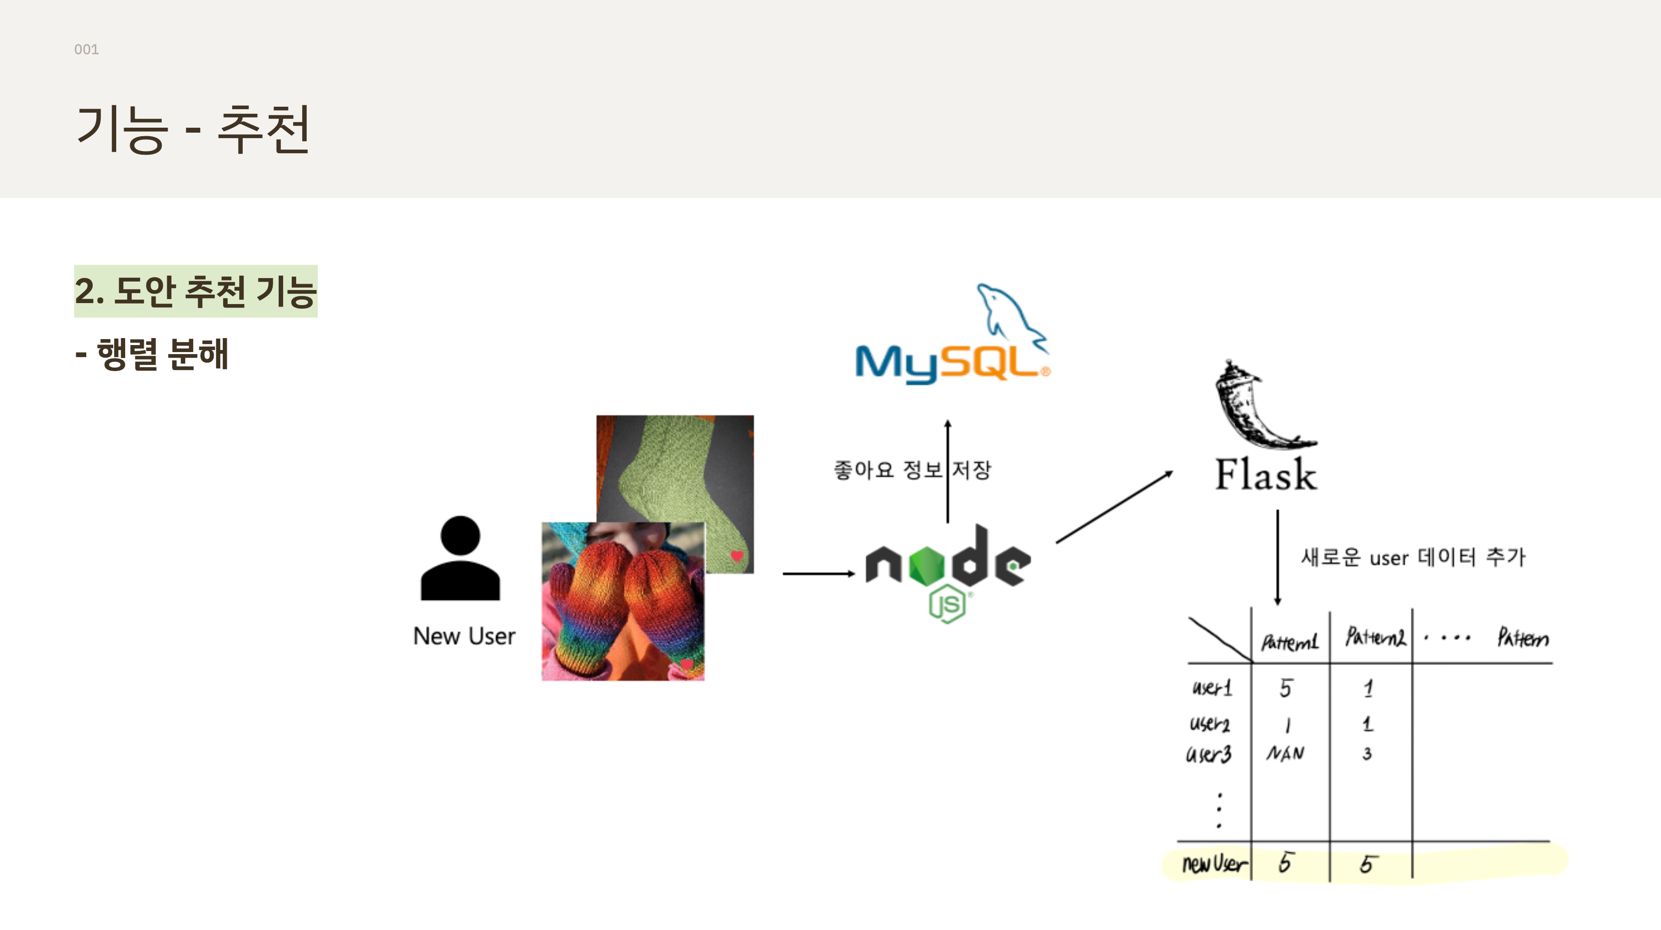 001
기능 - 추천
2. 도안 추천 기능
- 행렬 분해
MySQL®
좋아요 정보 저장
Flask
node
JS®
새로운 user 데이터 추가
New User
Pattern1 Pattern2 .... Pattern
user1 5 1
user2 1 1
user3 NAN 3
newUser 5 5